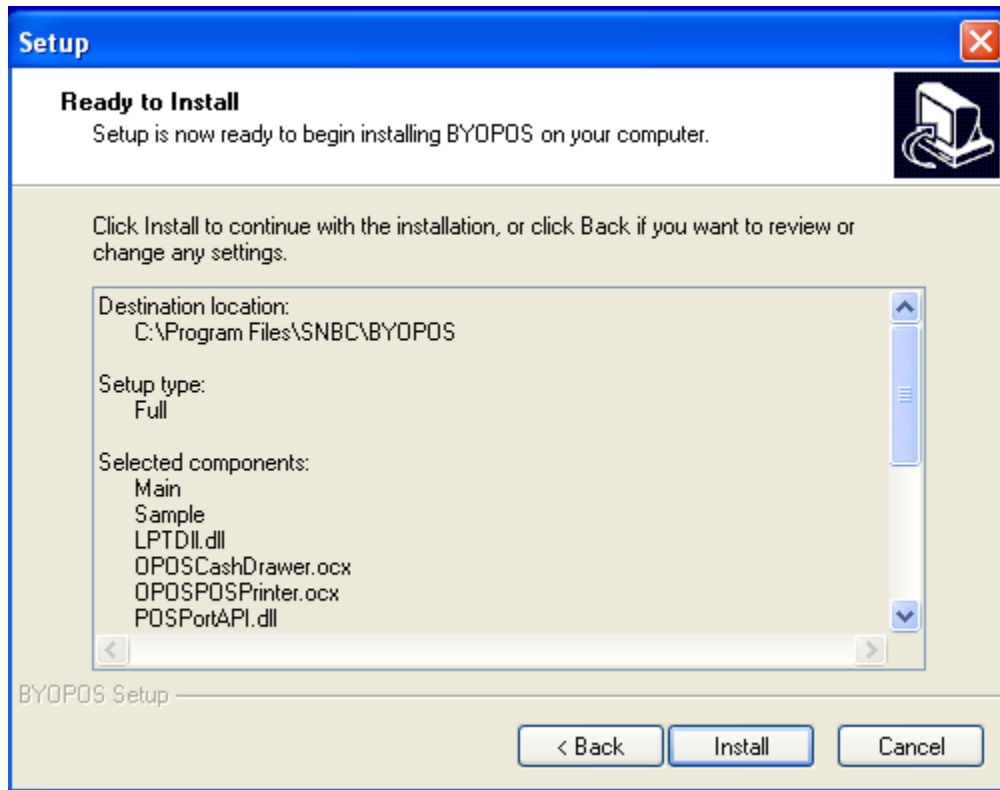 Setup
Ready to Install
Setup is now ready to begin installing BYOPOS on your computer.
Click Install to continue with the installation, or click Back if you want to review or
change any settings.
Destination location:
C:\Program Files\SNBC\BYOPOS
Setup type:
Full
Selected components:
Main
Sample
LPTDll.dll
OPOSCashDrawer.ocx
OPOSPOSPrinter.ocx
POSPortAPI.dll
BYOPOS Setup
< Back
Install
Cancel